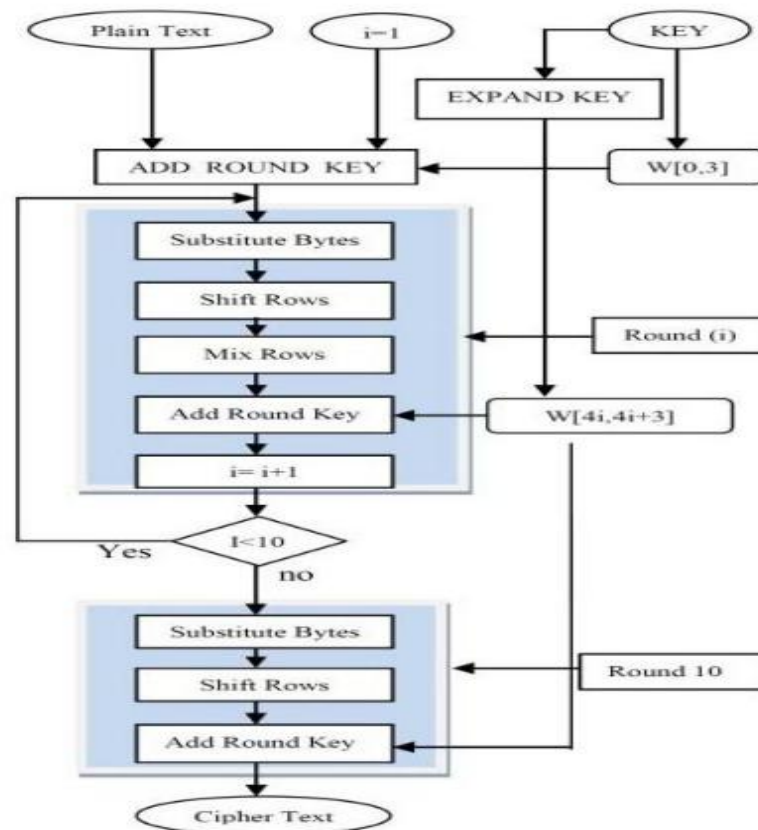 Plain Text
i=1
KEY
EXPAND KEY
ADD ROUND KEY
W[0,3]
Substitute Bytes
Shift Rows
Mix Rows
Round (i)
Add Round Key
W[4i,4i+3]
i= i+1
I<10
Yes
no
Substitute Bytes
Shift Rows
Round 10
Add Round Key
Cipher Text